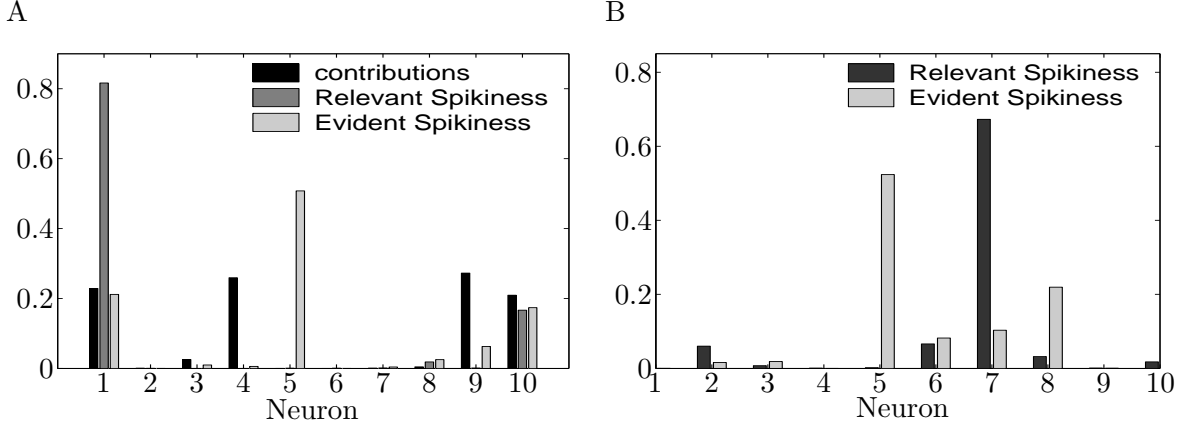 A
contributions
Relevant Spikiness
Evident Spikiness
0.8
0.6
0.4
0.2
0
1 2 3 4 5 6 7 8 9 10
Neuron
B
Relevant Spikiness
Evident Spikiness
0.8
0.6
0.4
0.2
0
1 2 3 4 5 6 7 8 9 10
Neuron